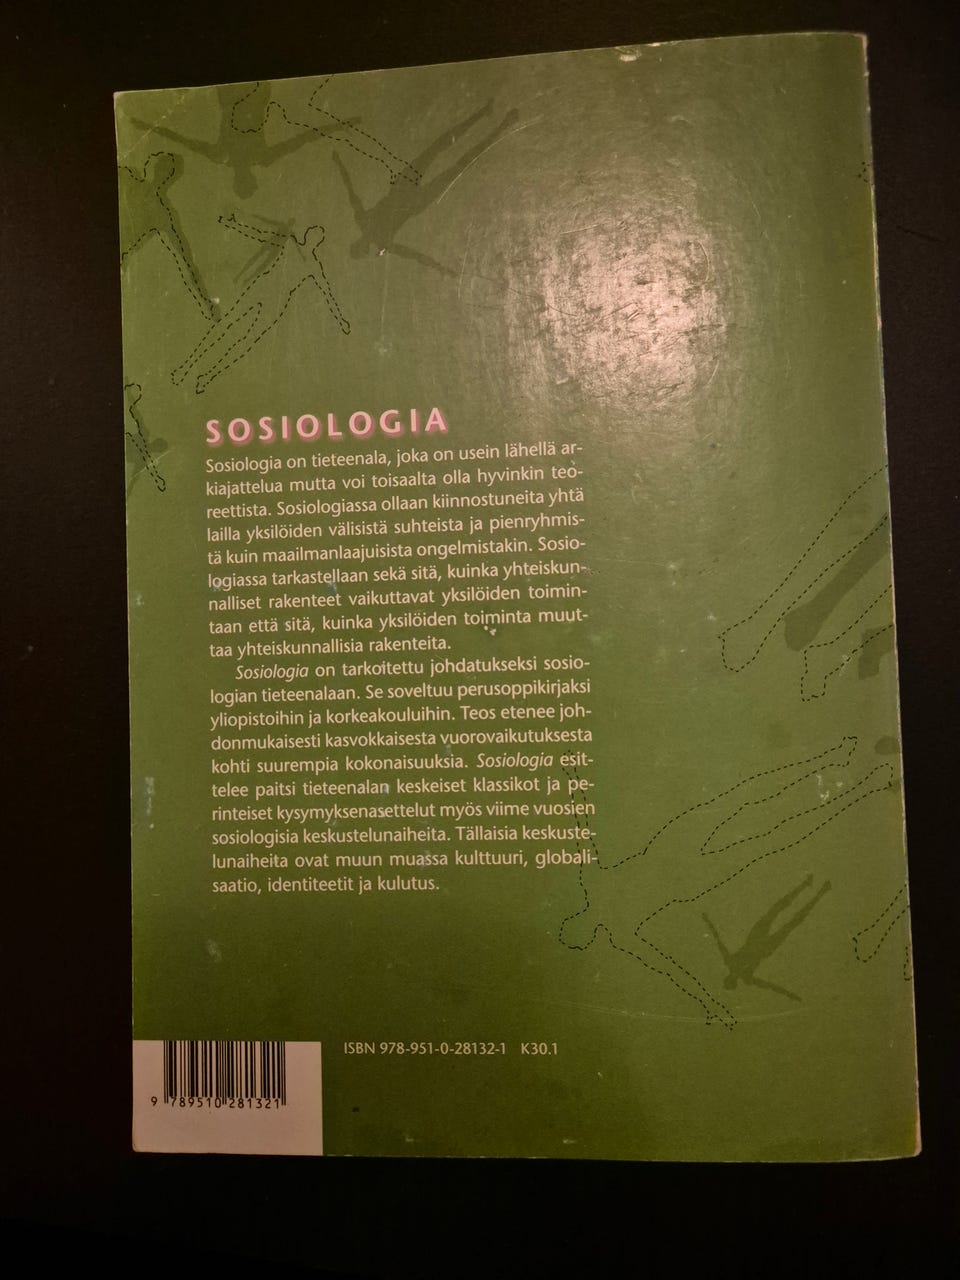 SOSIOLOGIA
Sosiologia on tieteenala, joka on usein lähellä ar-
kiajattelua mutta voi toisaalta olla hyvinkin teo-
reettista. Sosiologiassa ollaan kiinnostuneita yhtä
lailla yksilöiden välisistä suhteista ja pienryhmis-
tä kuin maailmanlaajuisista ongelmistakin. Sosio-
logiassa tarkastellaan sekä sitä, kuinka yhteiskun-
nalliset rakenteet vaikuttavat yksilöiden toimin-
taan että sitä, kuinka yksilöiden toiminta muut-
taa yhteiskunnallisia rakenteita.
Sosiologia on tarkoitettu johdatukseksi sosio-
logian tieteenalaan. Se soveltuu perusoppikirjaksi
yliopistoihin ja korkeakouluihin. Teos etenee joh-
donmukaisesti kasvokkaisesta vuorovaikutuksesta
kohti suurempia kokonaisuuksia. Sosiologia esit-
telee paitsi tieteenalan keskeiset klassikot ja pe-
rinteiset kysymyksenasettelut myös viime vuosien
sosiologisia keskustelunaiheita. Tällaisia keskuste-
lunaiheita ovat muun muassa kulttuuri, globali-
saatio, identiteetit ja kulutus.
ISBN 978-951-0-28132-1 K30.1
9 789510 281321